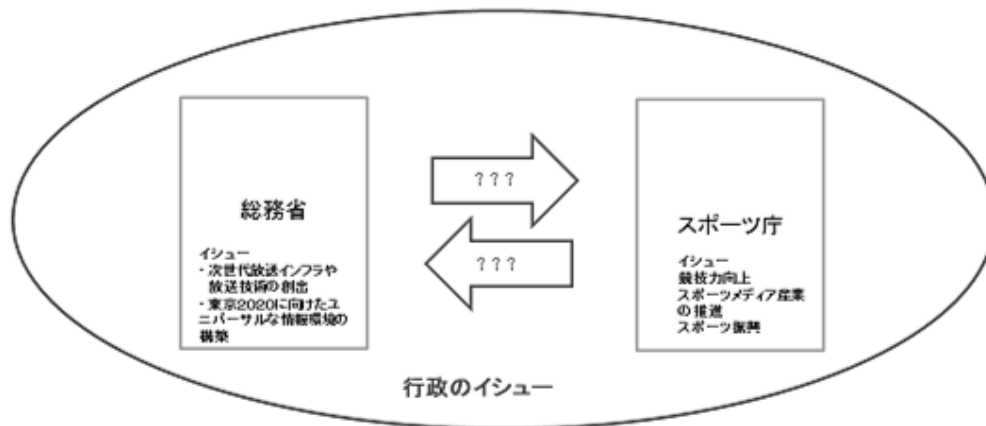 総務省
イシュー
・次世代放送インフラや
放送技術の創出
・東京2020に向けたユ
ニバーサルな情報環境の
構築
？？？
？？？
スポーツ庁
イシュー
競技力向上
スポーツメディア産業
の推進
スポーツ振興
行政のイシュー